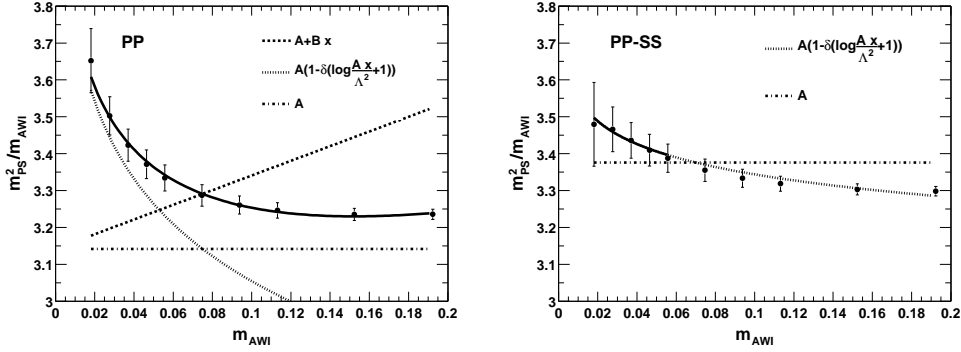 PP
A+B x
A(1-δ(log A x/Λ² +1))
A
m²PS/mAWI
3.8
3.7
3.6
3.5
3.4
3.3
3.2
3.1
3
0 0.02 0.04 0.06 0.08 0.1 0.12 0.14 0.16 0.18 0.2
mAWI
PP-SS
A(1-δ(log A x/Λ² +1))
A
m²PS/mAWI
3.8
3.7
3.6
3.5
3.4
3.3
3.2
3.1
3
0 0.02 0.04 0.06 0.08 0.1 0.12 0.14 0.16 0.18 0.2
mAWI